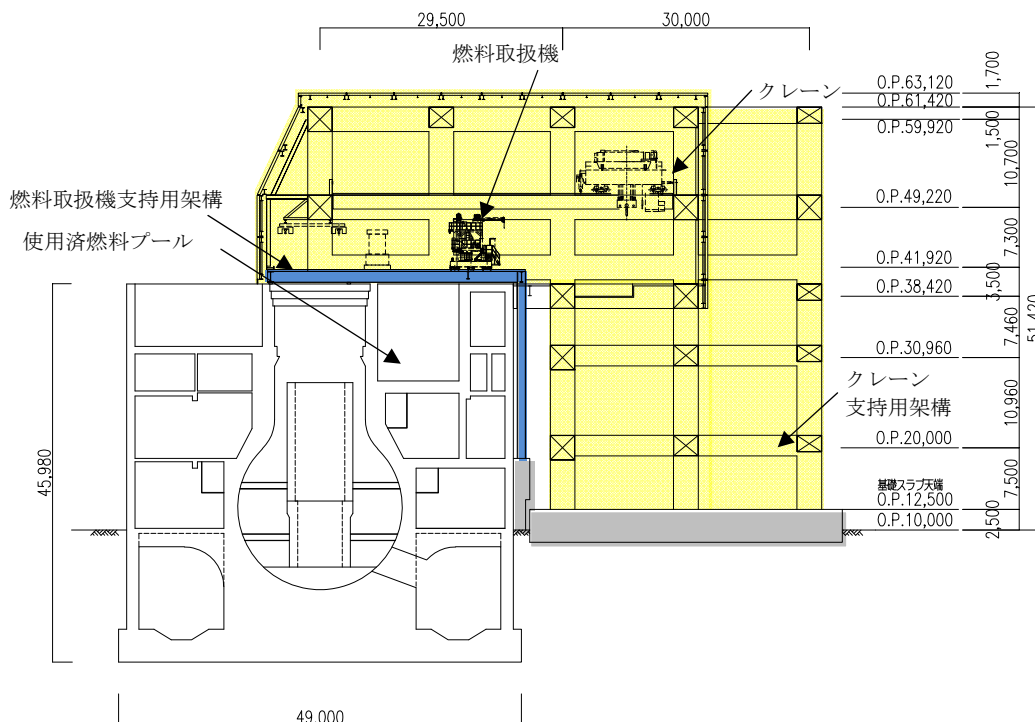 29,500
30,000
燃料取扱機
クレーン
燃料取扱機支持用架構
使用済燃料プール
クレーン
支持用架構
O.P.63,120
O.P.61,420
O.P.59,920
O.P.49,220
O.P.41,920
O.P.38,420
O.P.30,960
O.P.20,000
基礎スラブ天端
O.P.12,500
O.P.10,000
1,700
1,500
10,700
7,300
3,500
7,460
10,960
7,500
2,500
51,420
45,980
49,000